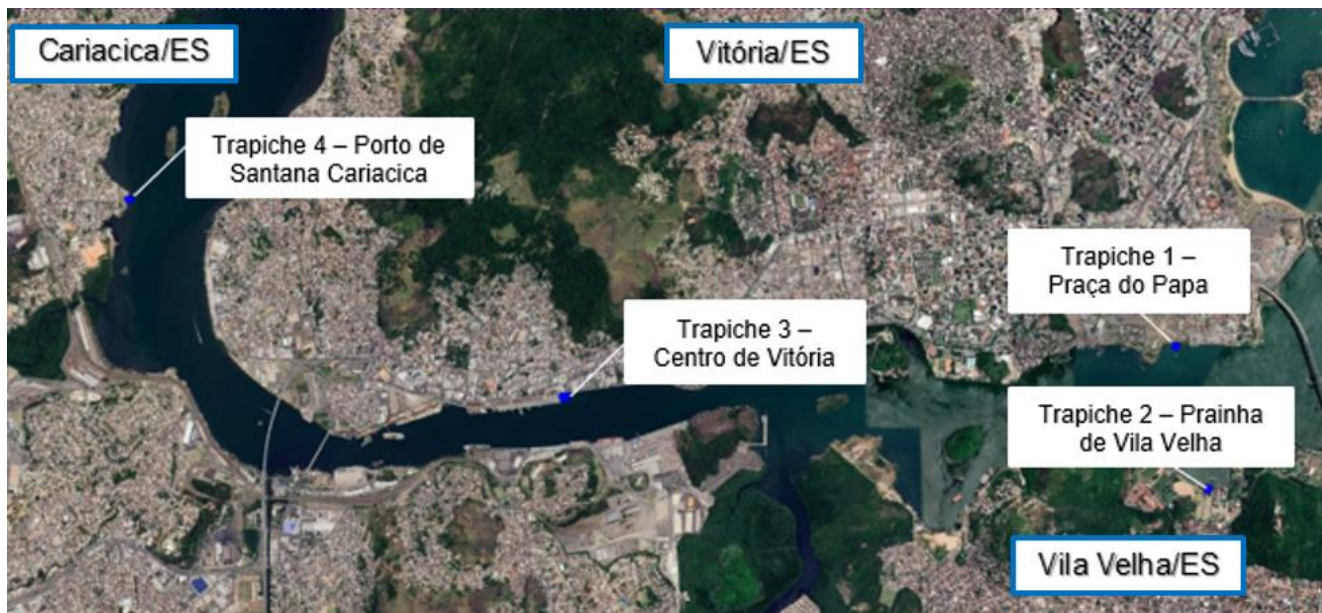 Cariacica/ES
Vitória/ES
Trapiche 4 – Porto de
Santana Cariacica
Trapiche 1 –
Praça do Papa
Trapiche 3 –
Centro de Vitória
Trapiche 2 – Prainha
de Vila Velha
Vila Velha/ES